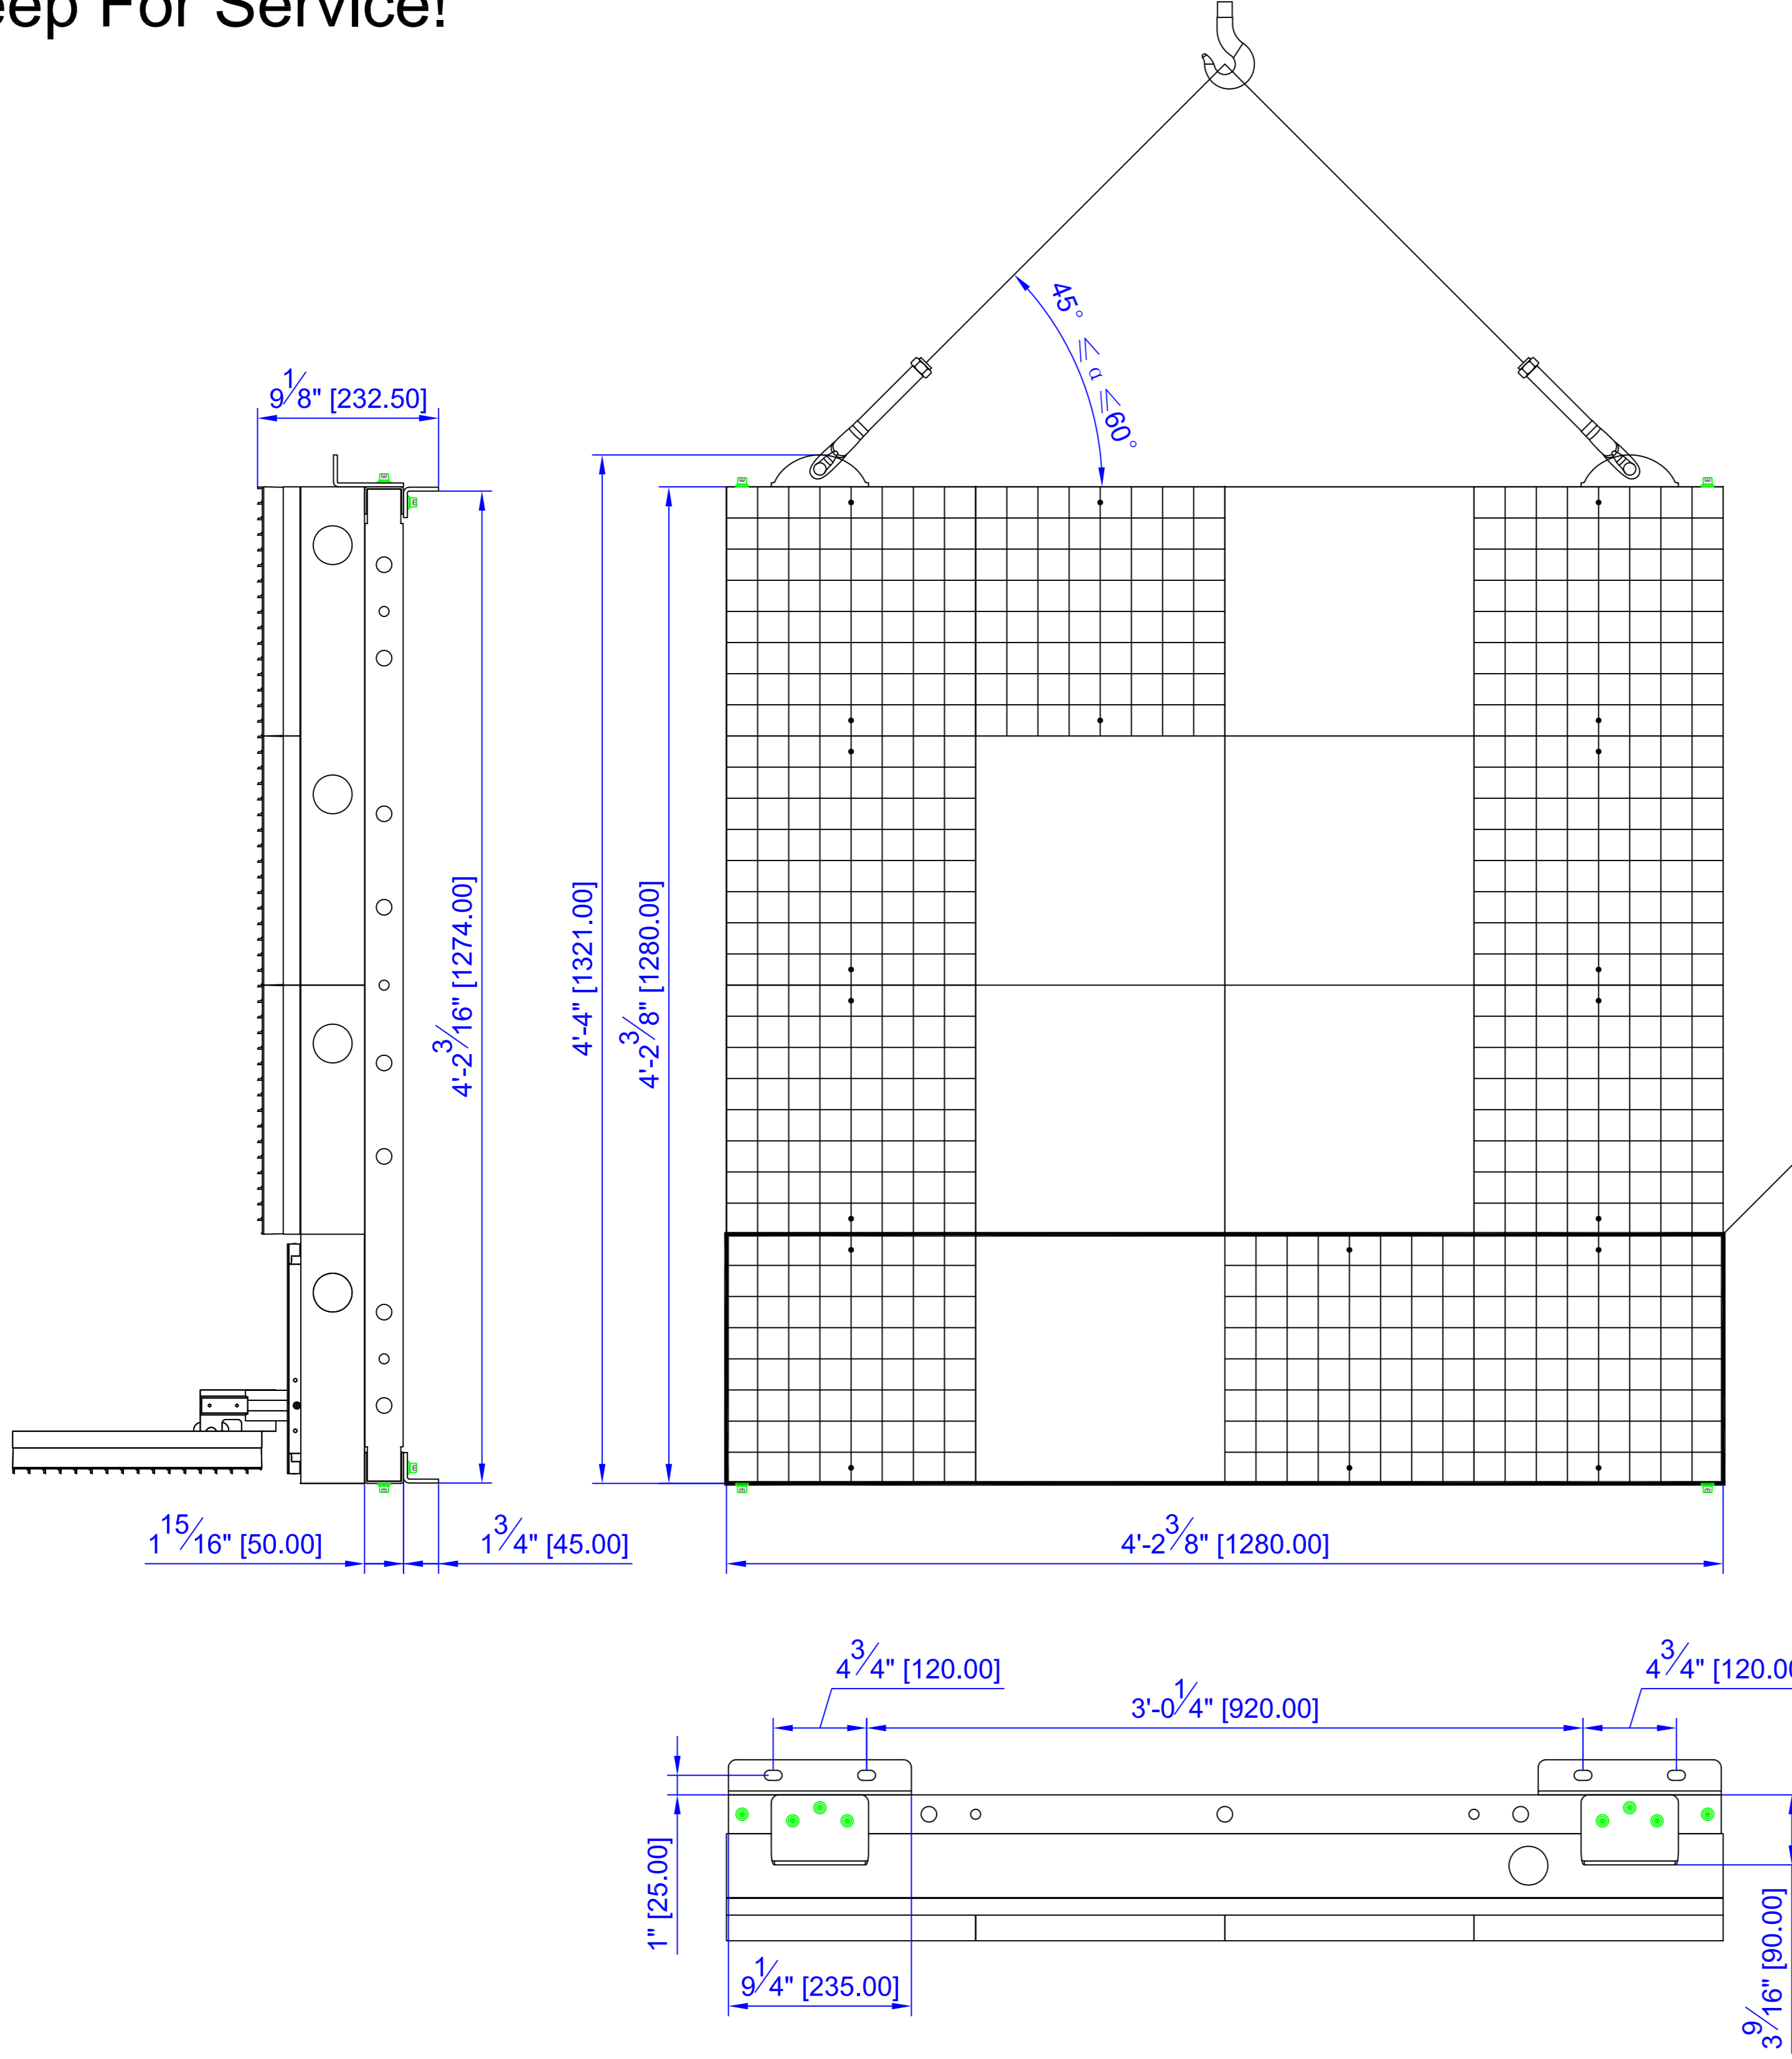 eep For Service!
45° ≤ α ≤60°
9 1/8" [232.50]
4'-2 3/16" [1274.00]
4'-4" [1321.00]
4'-2 3/8" [1280.00]
1 15/16" [50.00]
1 3/4" [45.00]
4'-2 3/8" [1280.00]
4 3/4" [120.00]
3'-0 1/4" [920.00]
4 3/4" [120.00
1" [25.00]
9 1/4" [235.00]
3 9/16" [90.00]